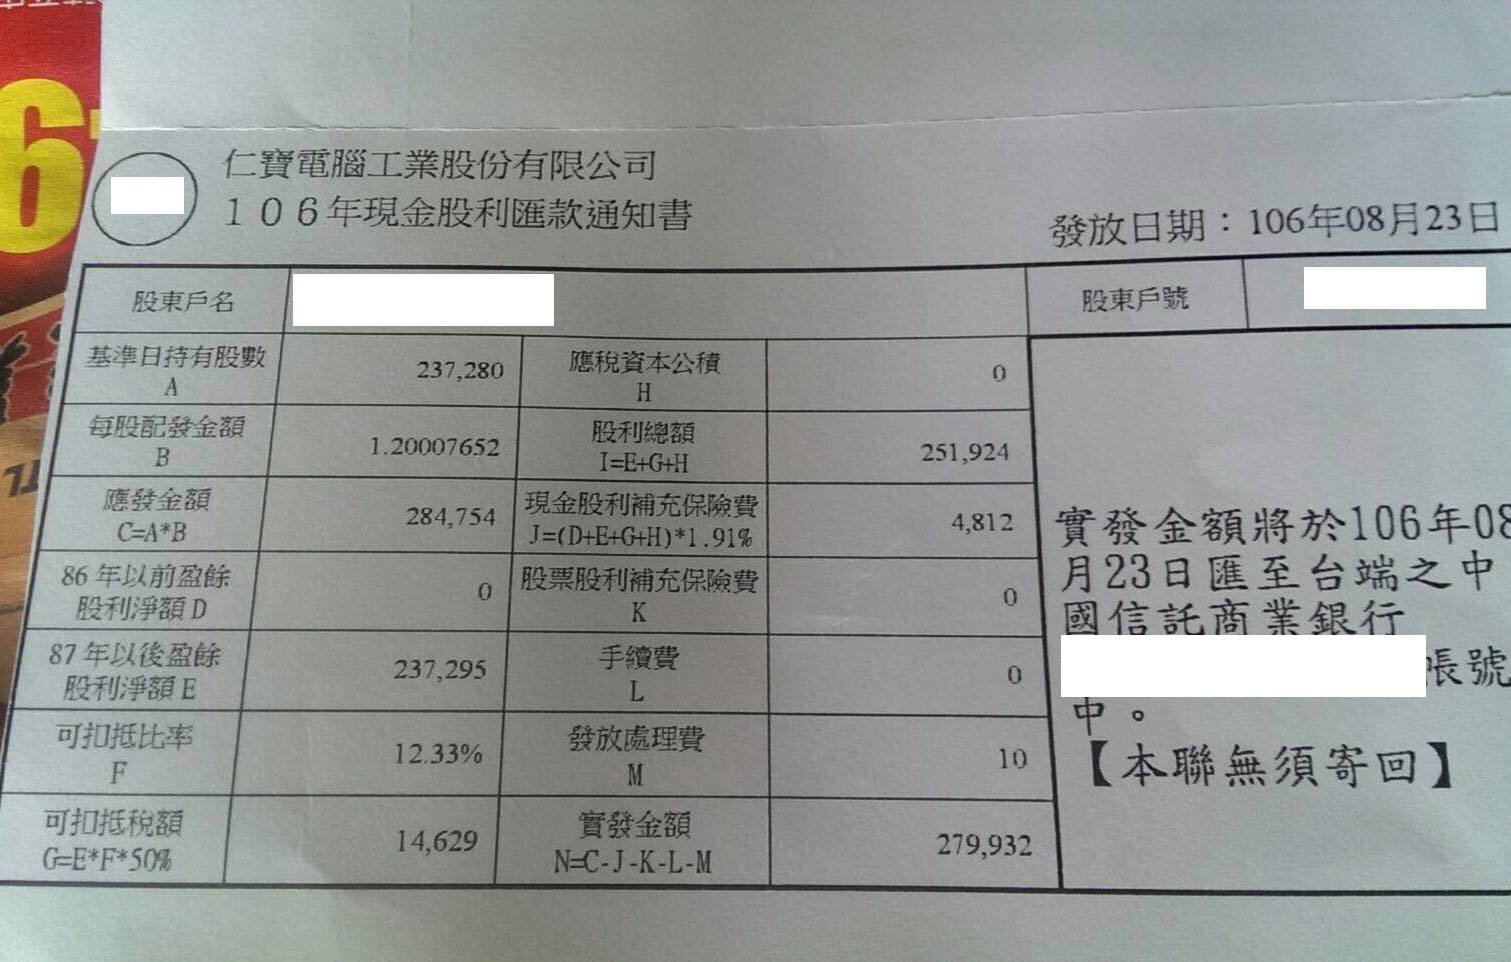 仁寶電腦工業股份有限公司
106年現金股利匯款通知書
發放日期：106年08月23日
股東戶名
股東戶號
基準日持有股數
A
237,280
應稅資本公積
H
0
每股配發金額
B
1.20007652
股利總額
I=E+G+H
251,924
應發金額
C=A*B
284,754
現金股利補充保險費
J=(D+E+G+H)*1.91%
4,812
86年以前盈餘
股利淨額D
0
股票股利補充保險費
K
0
87年以後盈餘
股利淨額E
237,295
手續費
L
0
可扣抵比率
F
12.33%
發放處理費
M
10
可扣抵稅額
G=E*F*50%
14,629
實發金額
N=C-J-K-L-M
279,932
實發金額將於106年08
月23日匯至台端之中
國信託商業銀行
帳號
中。
【本聯無須寄回】
6